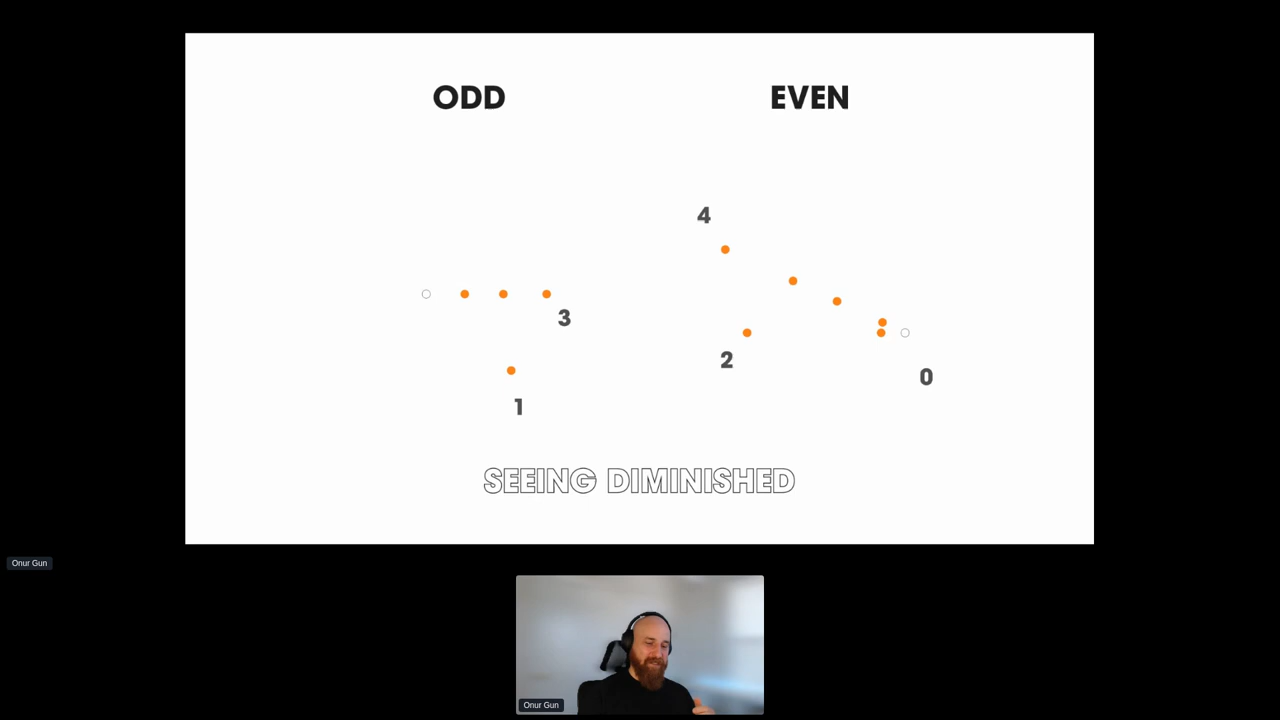 ODD
EVEN
4
3
2
0
1
SEEING DIMINISHED
Onur Gun
Onur Gun